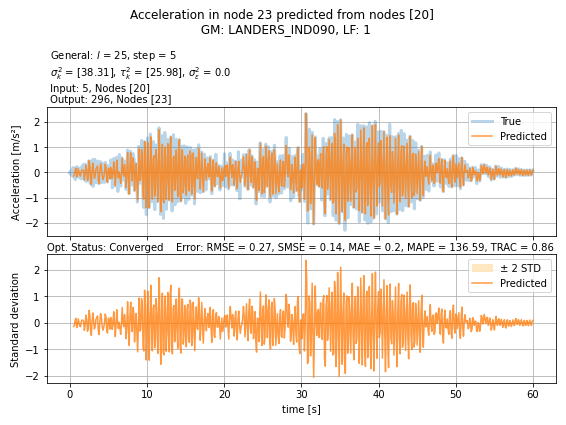 Acceleration in node 23 predicted from nodes [20]
GM: LANDERS_IND090, LF: 1
General: l = 25, step = 5
σ²ₖ = [38.31], τ²ₖ = [25.98], σ²ε = 0.0
Input: 5, Nodes [20]
Output: 296, Nodes [23]
Acceleration [m/s²]
2
1
0
−1
−2
True
Predicted
Opt. Status: Converged Error: RMSE = 0.27, SMSE = 0.14, MAE = 0.2, MAPE = 136.59, TRAC = 0.86
Standard deviation
2
1
0
−1
−2
± 2 STD
Predicted
0 10 20 30 40 50 60
time [s]